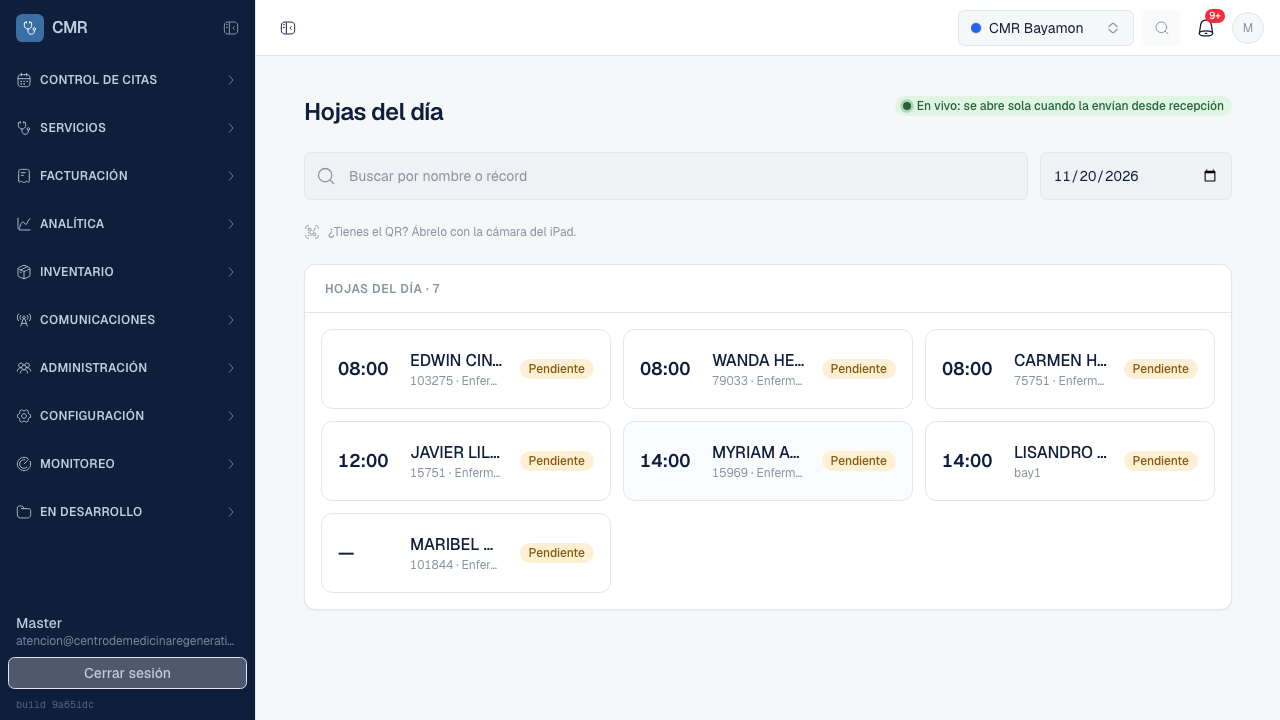 CMR
CONTROL DE CITAS
SERVICIOS
FACTURACIÓN
ANALÍTICA
INVENTARIO
COMUNICACIONES
ADMINISTRACIÓN
CONFIGURACIÓN
MONITOREO
EN DESARROLLO
Master
atencion@centrodemedicinaregenerati...
Cerrar sesión
build 9a651dc
CMR Bayamon
9+
M
Hojas del día
En vivo: se abre sola cuando la envían desde recepción
Buscar por nombre o récord
11/20/2026
¿Tienes el QR? Ábrelo con la cámara del iPad.
HOJAS DEL DÍA · 7
08:00 EDWIN CIN... Pendiente
103275 · Enfer...
08:00 WANDA HE... Pendiente
79033 · Enferm...
08:00 CARMEN H... Pendiente
75751 · Enferm...
12:00 JAVIER LIL... Pendiente
15751 · Enferm...
14:00 MYRIAM A... Pendiente
15969 · Enferm...
14:00 LISANDRO ... Pendiente
bay1
— MARIBEL ... Pendiente
101844 · Enfer...